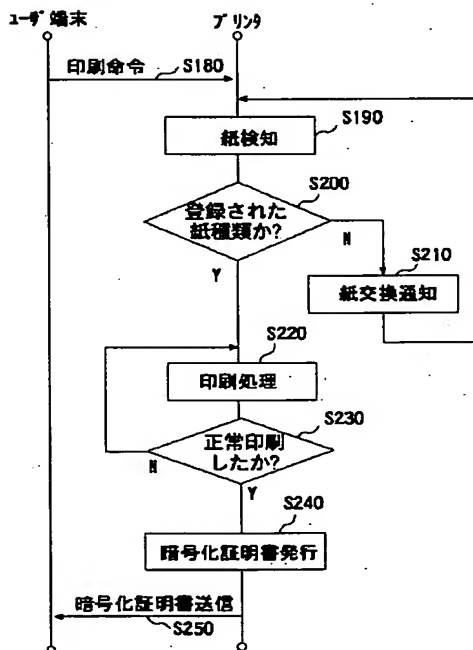 ユーザ端末
プリンタ
印刷命令
S180
紙検知
S190
登録された
紙種類か?
S200
N
Y
紙交換通知
S210
印刷処理
S220
正常印刷
したか?
S230
N
Y
暗号化証明書発行
S240
暗号化証明書送信
S250